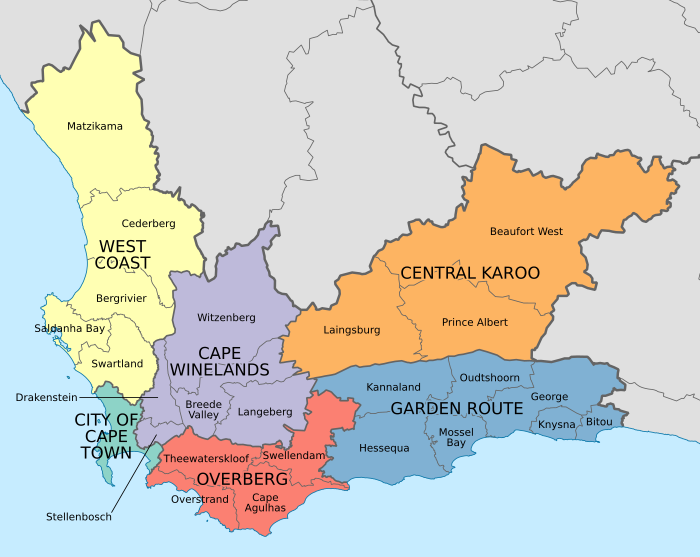 Matzikama
Cederberg
WEST
COAST
Bergrivier
Saldanha Bay
Swartland
Drakenstein
CITY OF
CAPE
TOWN
Stellenbosch
Witzenberg
CAPE
WINELANDS
Breede
Valley
Langeberg
Theewaterskloof
Swellendam
OVERBERG
Overstrand
Cape
Agulhas
Beaufort West
CENTRAL KAROO
Laingsburg
Prince Albert
Kannaland
Oudtshoorn
George
GARDEN ROUTE
Knysna
Bitou
Mossel
Bay
Hessequa